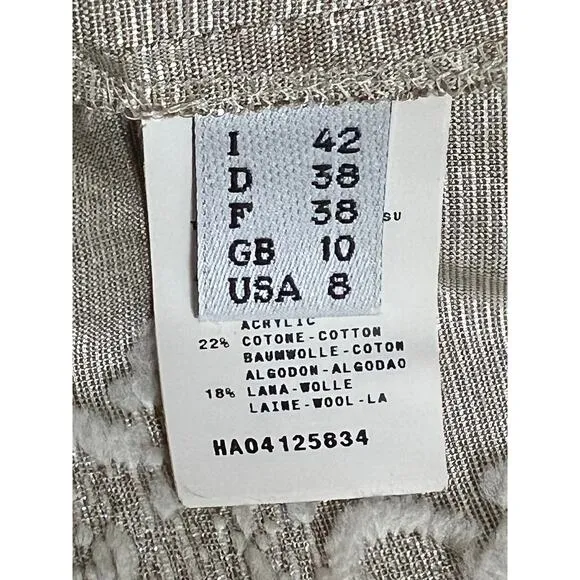 I 42
D 38
F 38
GB 10
USA 8
SU
ACRYLIC
22% COTONE-COTTON
BAUMWOLLE-COTON
ALGODON-ALGODAO
18% LANA-WOLLE
LAINE-WOOL-LA
HA04125834